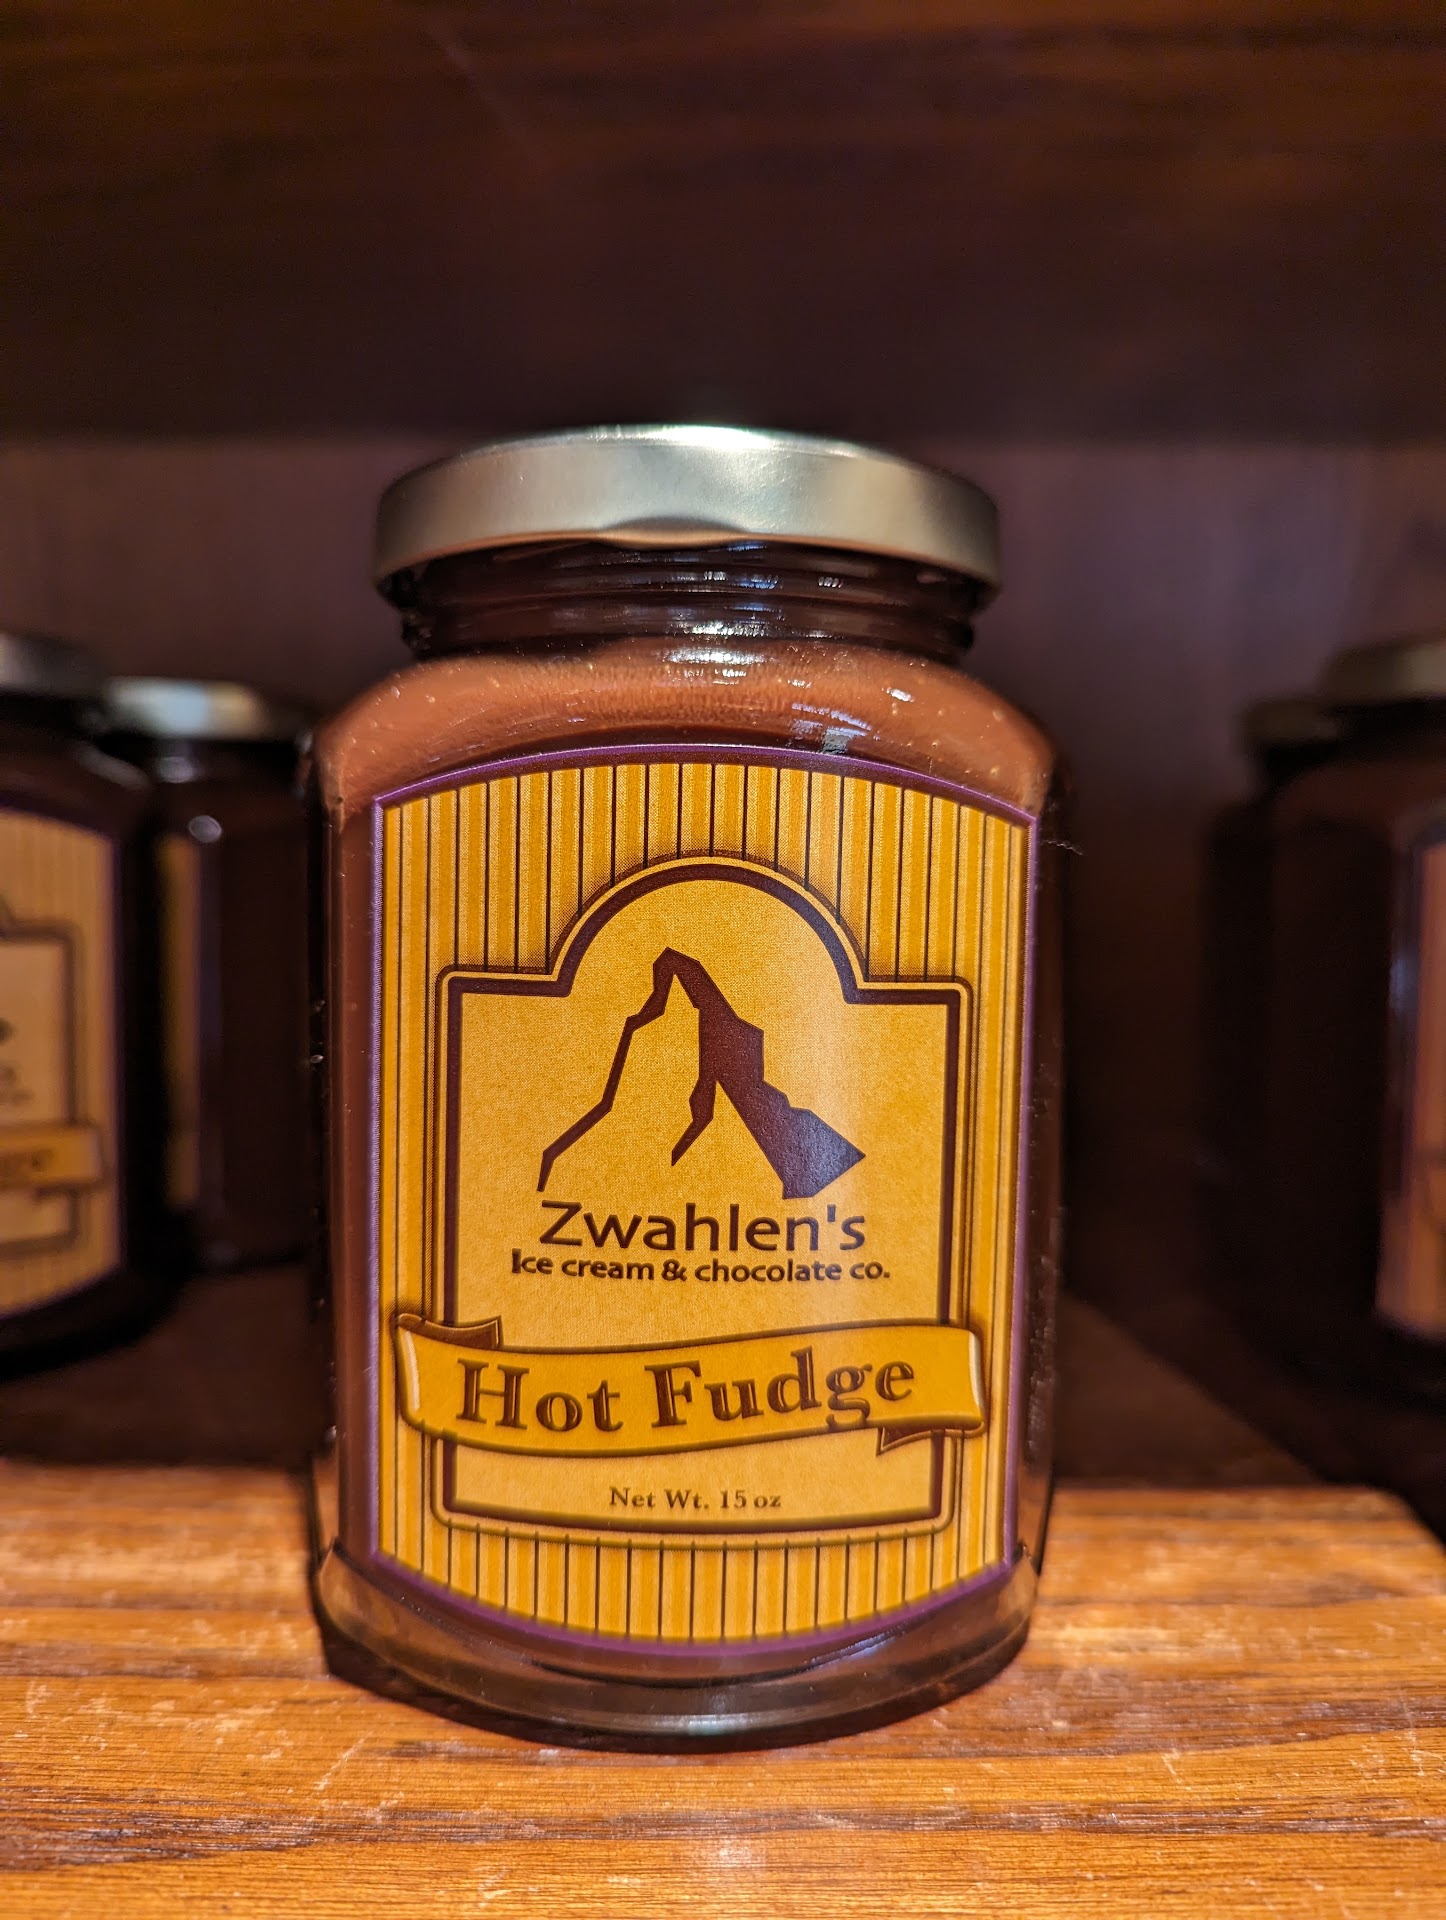 Zwahlen's
Ice cream & chocolate co.
Hot Fudge
Net Wt. 15 oz